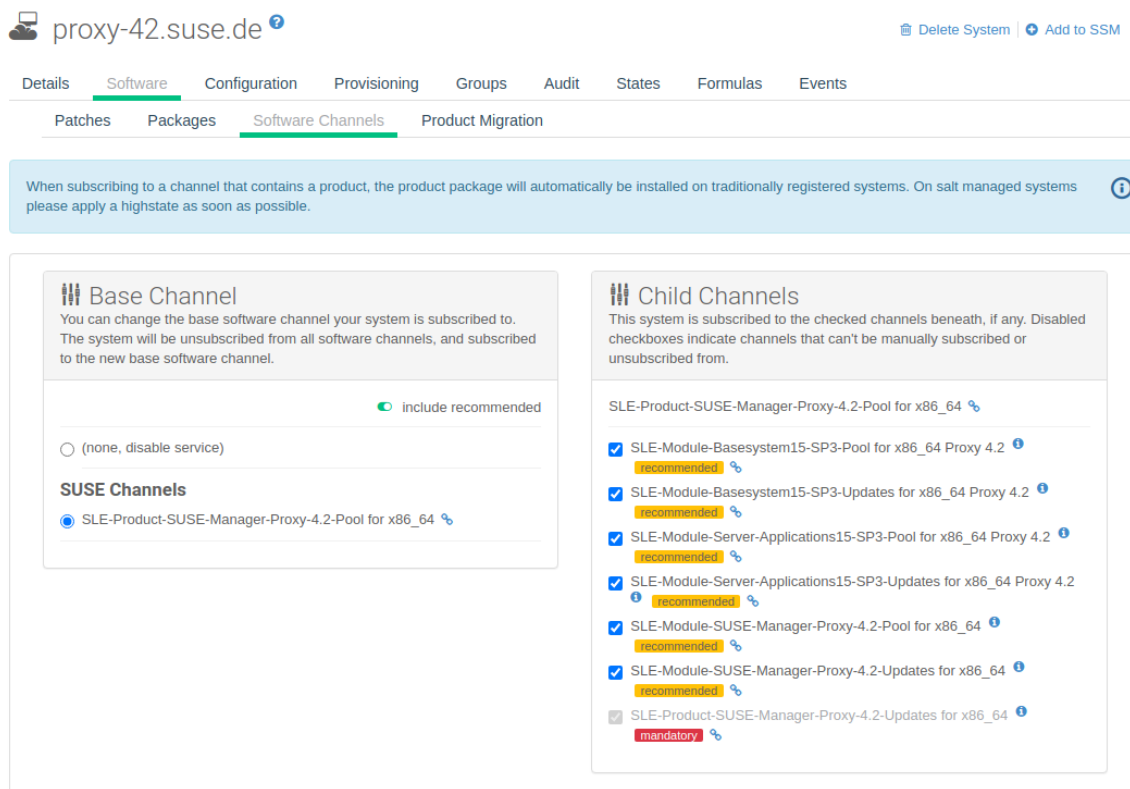 proxy-42.suse.de ?
Delete System
Add to SSM
Details Software Configuration Provisioning Groups Audit States Formulas Events
Patches Packages Software Channels Product Migration
When subscribing to a channel that contains a product, the product package will automatically be installed on traditionally registered systems. On salt managed systems
please apply a highstate as soon as possible.
Base Channel
You can change the base software channel your system is subscribed to.
The system will be unsubscribed from all software channels, and subscribed
to the new base software channel.
include recommended
(none, disable service)
SUSE Channels
SLE-Product-SUSE-Manager-Proxy-4.2-Pool for x86_64
Child Channels
This system is subscribed to the checked channels beneath, if any. Disabled
checkboxes indicate channels that can't be manually subscribed or
unsubscribed from.
SLE-Product-SUSE-Manager-Proxy-4.2-Pool for x86_64
SLE-Module-Basesystem15-SP3-Pool for x86_64 Proxy 4.2
recommended
SLE-Module-Basesystem15-SP3-Updates for x86_64 Proxy 4.2
recommended
SLE-Module-Server-Applications15-SP3-Pool for x86_64 Proxy 4.2
recommended
SLE-Module-Server-Applications15-SP3-Updates for x86_64 Proxy 4.2
recommended
SLE-Module-SUSE-Manager-Proxy-4.2-Pool for x86_64
recommended
SLE-Module-SUSE-Manager-Proxy-4.2-Updates for x86_64
recommended
SLE-Product-SUSE-Manager-Proxy-4.2-Updates for x86_64
mandatory